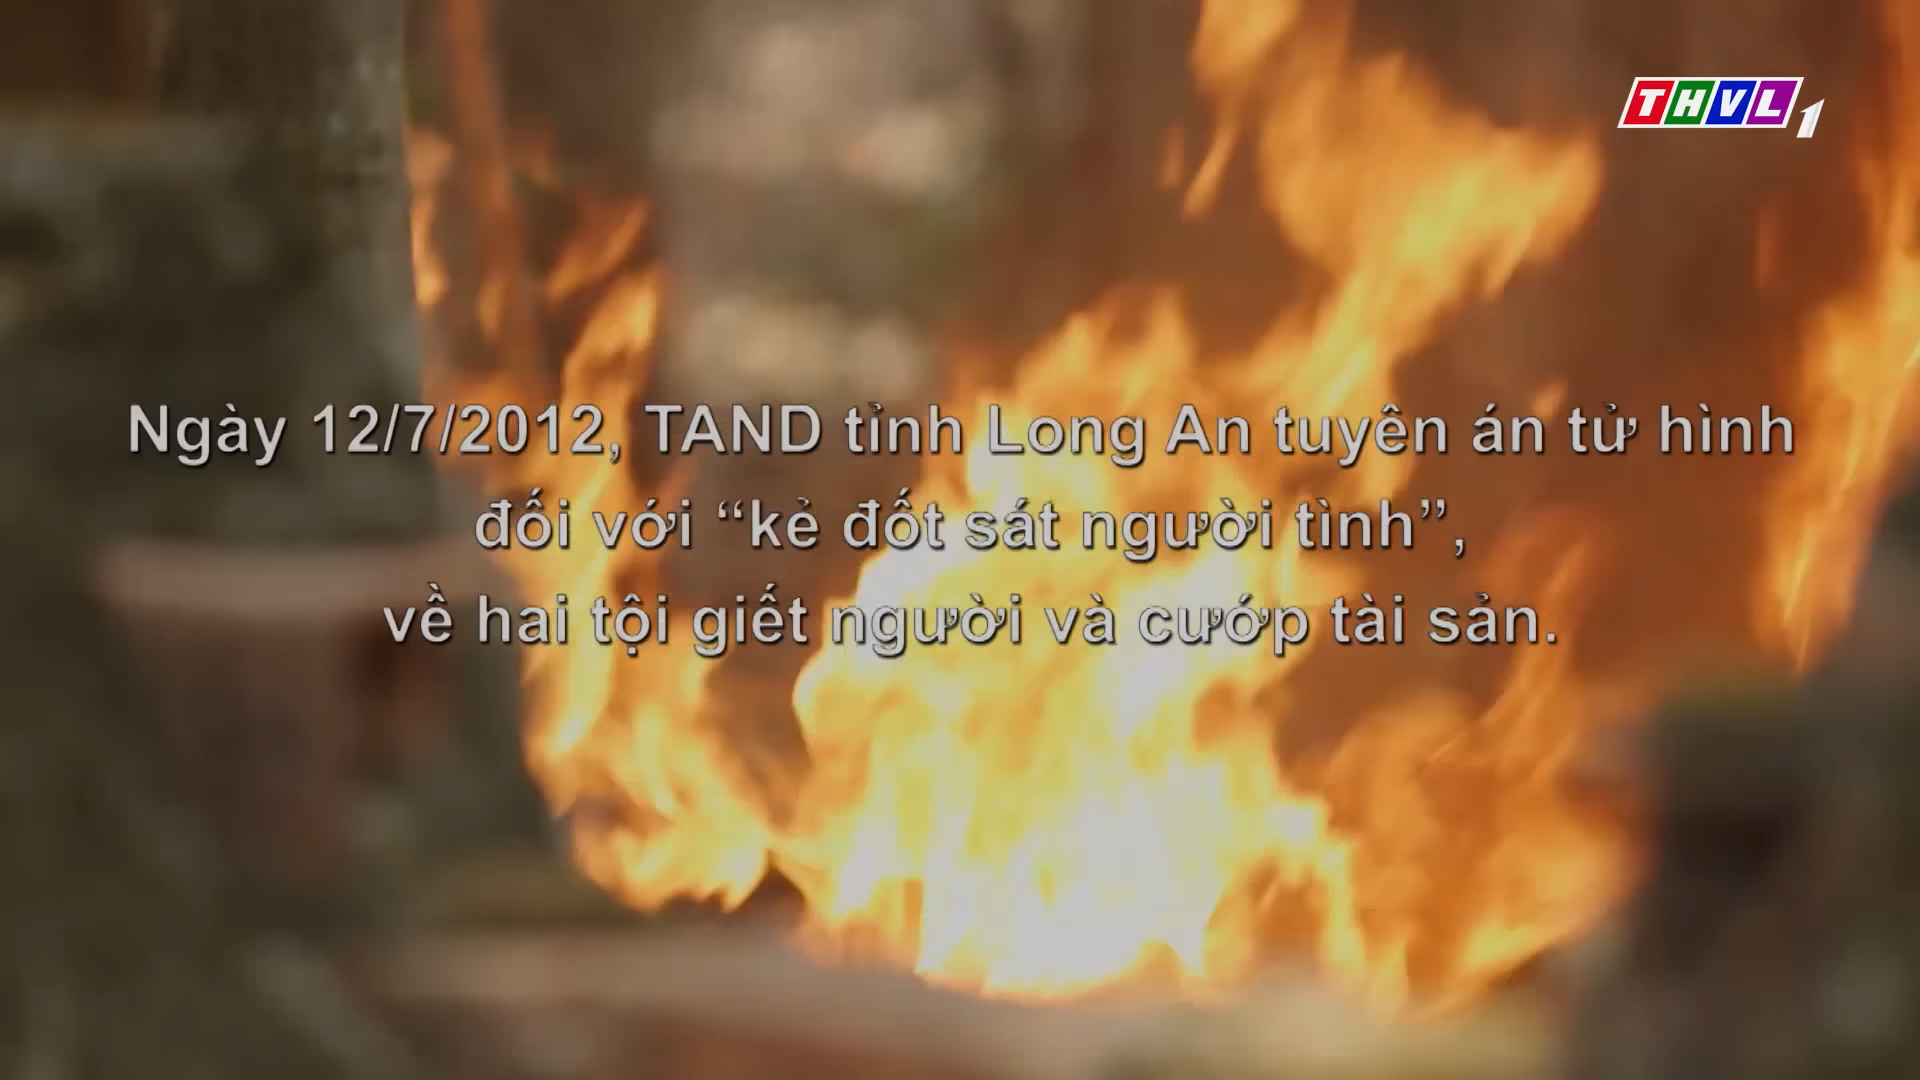 THVL1
Ngày 12/7/2012, TAND tỉnh Long An tuyên án tử hình
đối với “kẻ đốt sát người tình”,
về hai tội giết người và cướp tài sản.